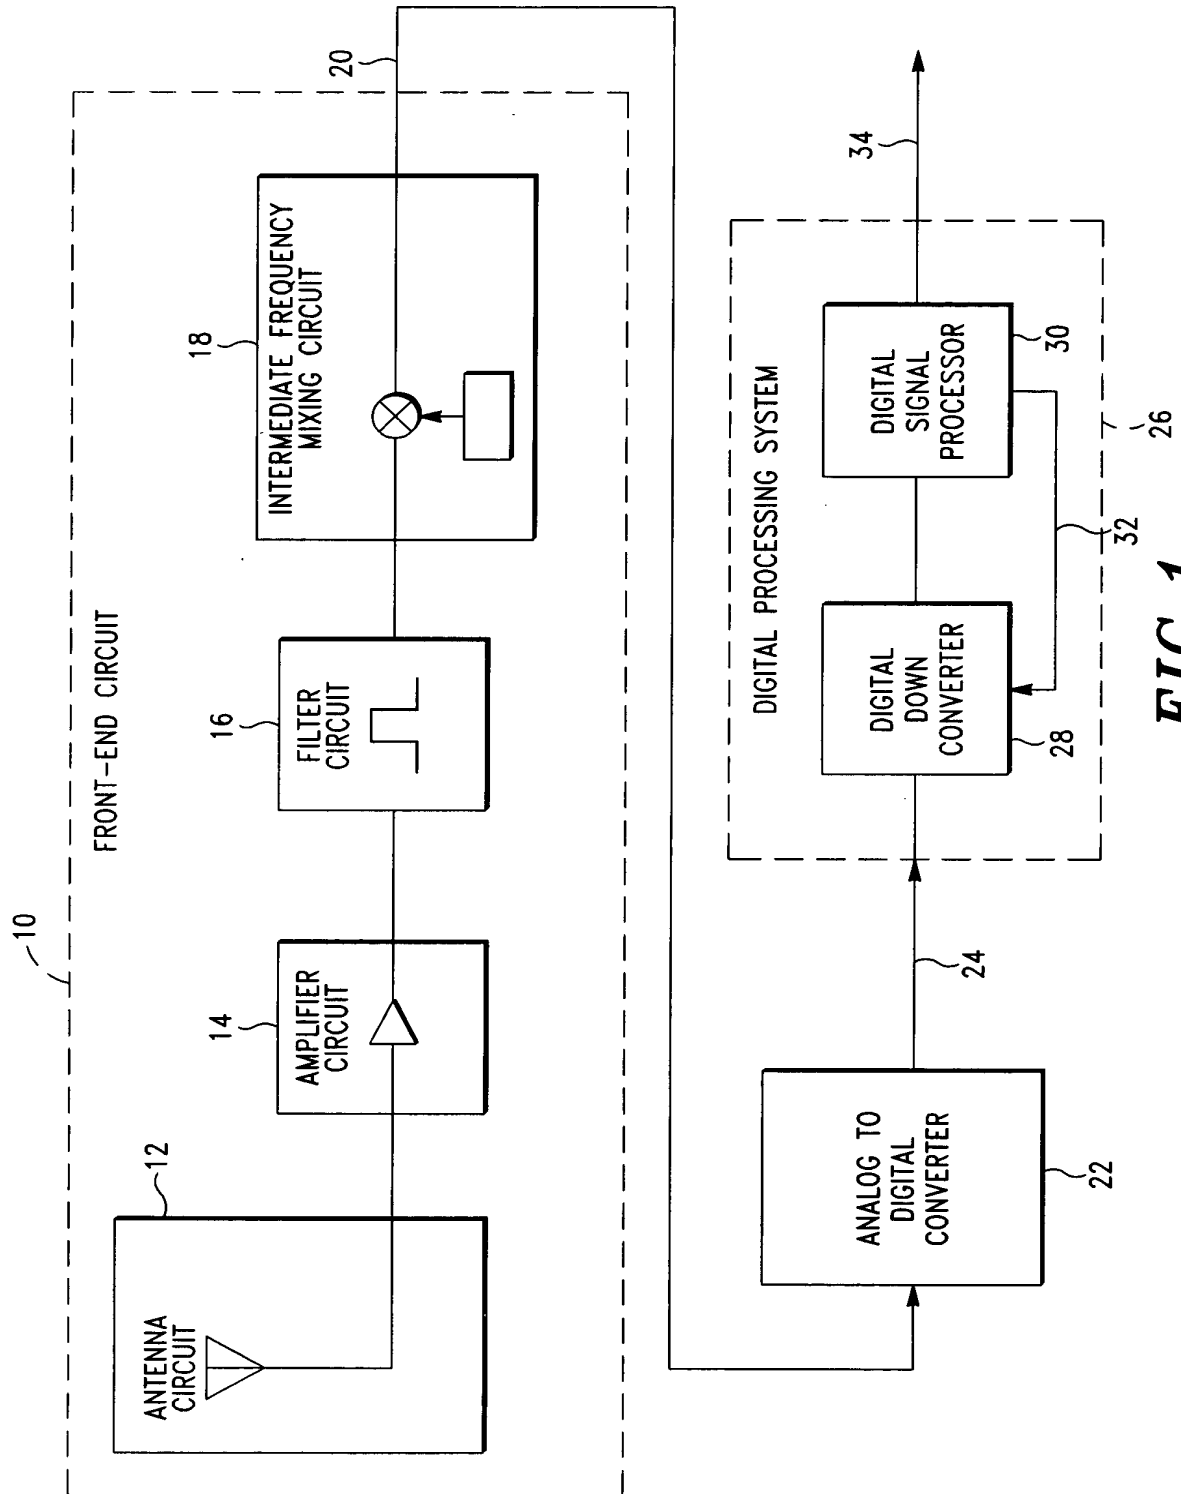 10
FRONT-END CIRCUIT
12
ANTENNA
CIRCUIT
14
AMPLIFIER
CIRCUIT
16
FILTER
CIRCUIT
18
INTERMEDIATE FREQUENCY
MIXING CIRCUIT
20
ANALOG TO
DIGITAL
CONVERTER
22
24
DIGITAL PROCESSING SYSTEM
DIGITAL
DOWN
CONVERTER
28
DIGITAL
SIGNAL
PROCESSOR
30
32
26
34
FIG. 1